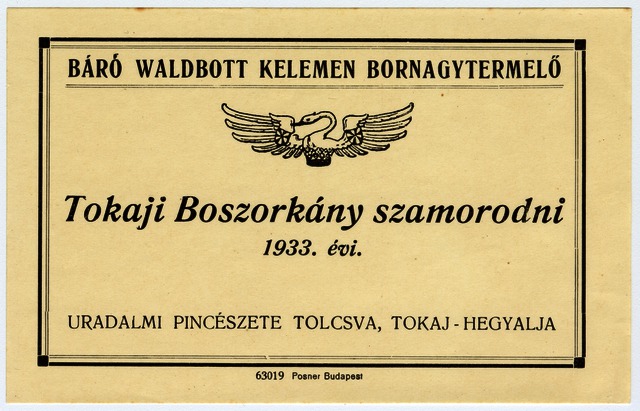 BÁRÓ WALDBOTT KELEMEN BORNAGYTERMELŐ
Tokaji Boszorkány szamorodni
1933. évi.
URADALMI PINCÉSZETE TOLCSVA, TOKAJ-HEGYALJA
63019 Posner Budapest